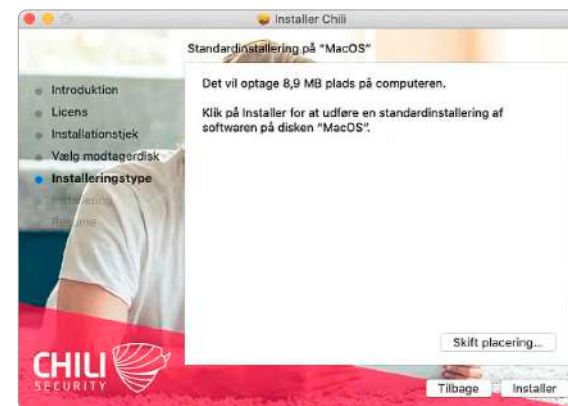 Installer Chili
Standardinstallering på "MacOS"
Introduktion
Licens
Installationstjek
Vælg modtagerdisk
Installeringstype
Installering
Resume
Det vil optage 8,9 MB plads på computeren.
Klik på Installer for at udføre en standardinstallering af
softwaren på disken "MacOS".
Skift placering...
CHILI
SECURITY
Tilbage
Installer